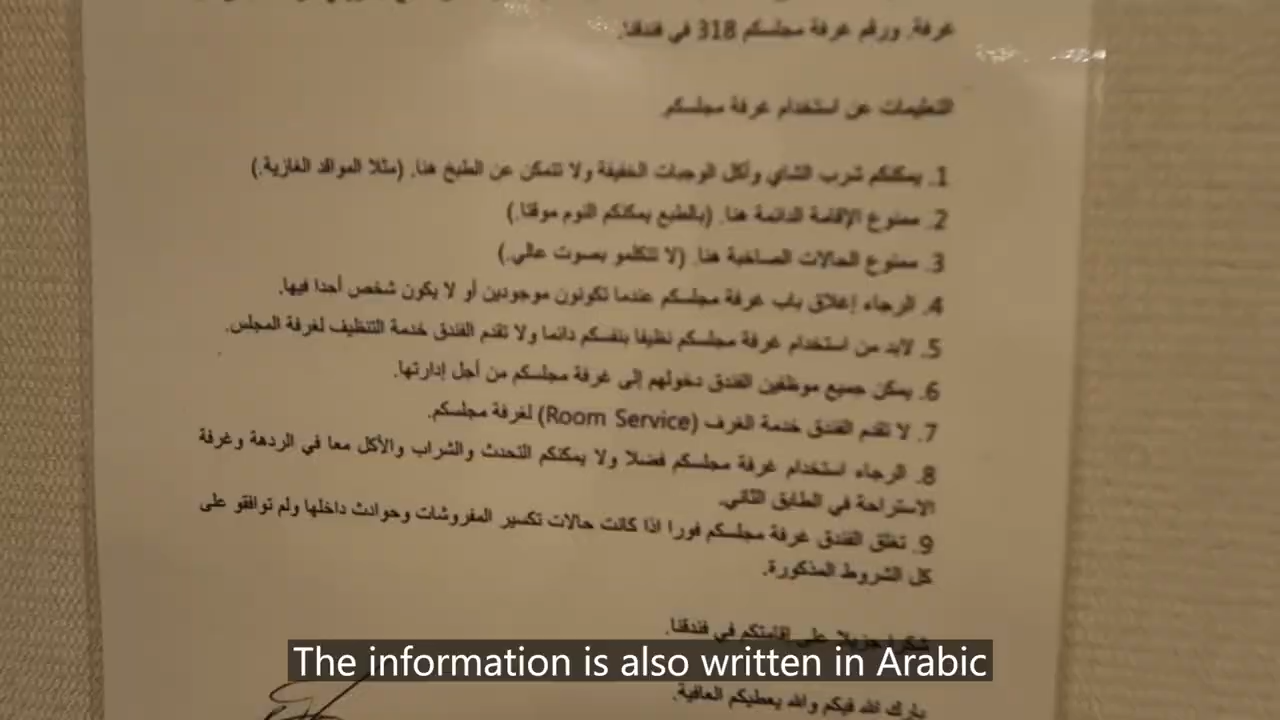 غرفة. ورقم غرفة مجلسكم 318 في فندقنا.
التعليمات عن استخدام غرفة مجلسكم
1. يمكنكم شرب الشاي وأكل الوجبات الخفيفة ولا تتمكن عن الطبخ هنا. (مثلا المواقد الغازية.)
2. ممنوع الإقامة الدائمة هنا. (بالطبع يمكنكم النوم موقتا.)
3. ممنوع الحالات الصاخبة هنا. (لا تتكلمو بصوت عالي.)
4. الرجاء إغلاق باب غرفة مجلسكم عندما تكونون موجودين أو لا يكون شخص أحدا فيها.
5. لابد من استخدام غرفة مجلسكم نظيفا بنفسكم دائما ولا تقدم الفندق خدمة التنظيف لغرفة المجلس.
6. يمكن جميع موظفين الفندق دخولهم إلى غرفة مجلسكم من أجل إدارتها.
7. لا تقدم الفندق خدمة الغرف (Room Service) لغرفة مجلسكم.
8. الرجاء استخدام غرفة مجلسكم فضلا ولا يمكنكم التحدث والشراب والأكل معا في الردهة وغرفة
الاستراحة في الطابق الثاني.
9. تغلق الفندق غرفة مجلسكم فورا اذا كانت حالات تكسير المفروشات وحوادث داخلها ولم توافقو على
كل الشروط المذكورة.
شكرا جزيلا على إقامتكم في فندقنا.
The information is also written in Arabic
بارك الله فيكم والله يعطيكم العافية.